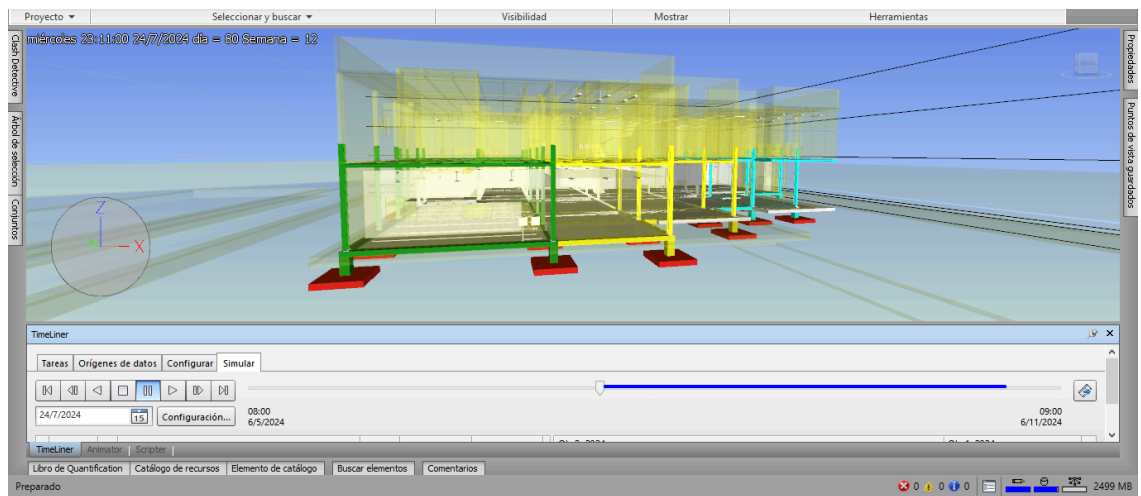 Proyecto Seleccionar y buscar Visibilidad Mostrar Herramientas
miércoles 23:11:00 24/7/2024 día = 80 Semana = 12
Clash Detective
Árbol de selección
Conjuntos
Propiedades
Puntos de vista guardados
Z
X
TimeLiner
Tareas Orígenes de datos Configurar Simular
24/7/2024 15 Configuración... 08:00 09:00
6/5/2024 6/11/2024
TimeLiner Animator Scripter
Libro de Quantification Catálogo de recursos Elemento de catálogo Buscar elementos Comentarios
Preparado 0 0 0 2499 MB